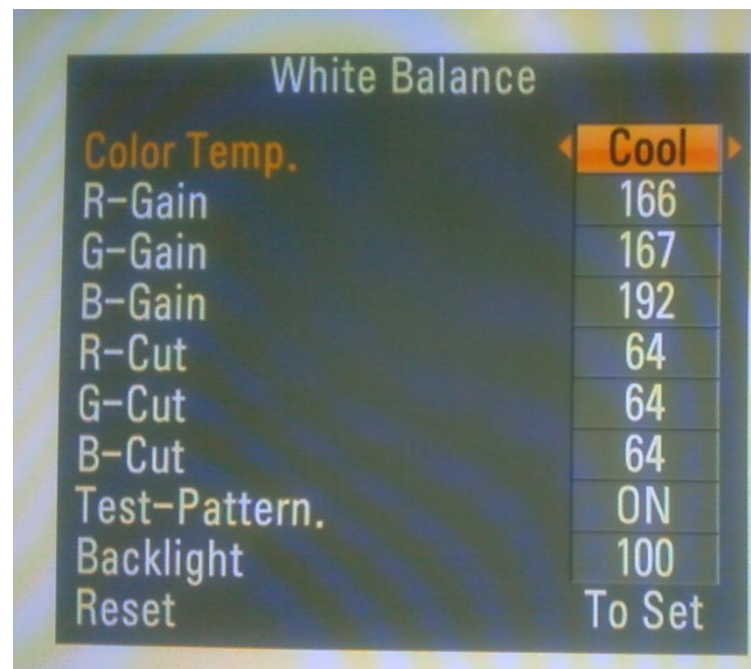 White Balance
Color Temp. Cool
R-Gain 166
G-Gain 167
B-Gain 192
R-Cut 64
G-Cut 64
B-Cut 64
Test-Pattern. ON
Backlight 100
Reset To Set